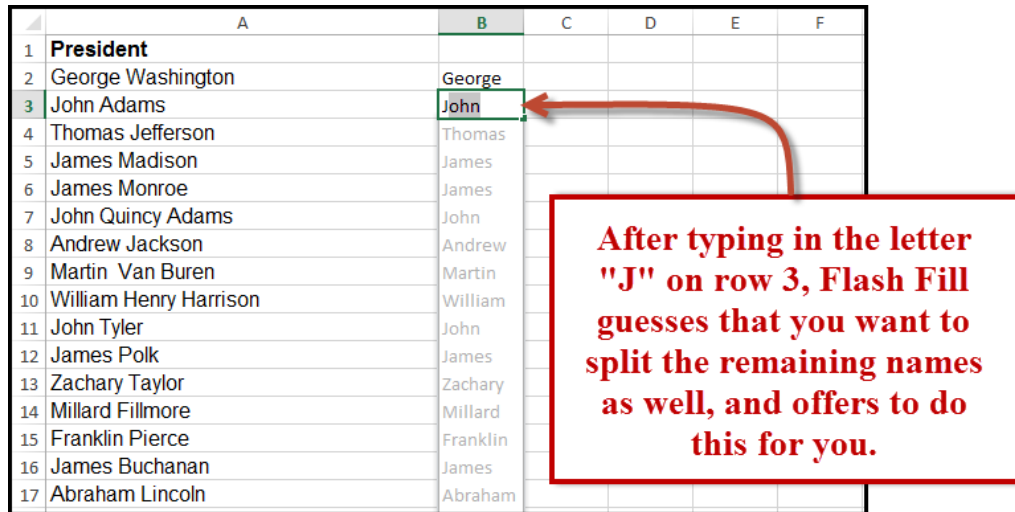 A B C D E F
1 President
2 George Washington George
3 John Adams John
4 Thomas Jefferson Thomas
5 James Madison James
6 James Monroe James
7 John Quincy Adams John
8 Andrew Jackson Andrew
9 Martin  Van Buren Martin
10 William Henry Harrison William
11 John Tyler John
12 James Polk James
13 Zachary Taylor Zachary
14 Millard Fillmore Millard
15 Franklin Pierce Franklin
16 James Buchanan James
17 Abraham Lincoln Abraham
After typing in the letter
"J" on row 3, Flash Fill
guesses that you want to
split the remaining names
as well, and offers to do
this for you.